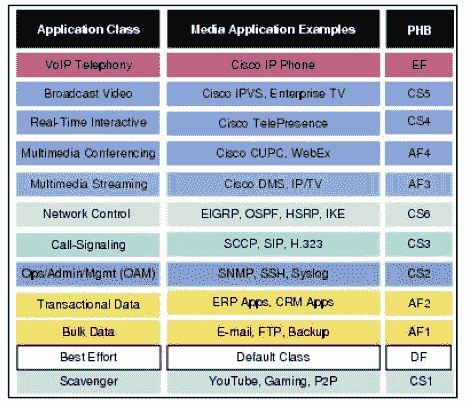 Application Class Media Application Examples PHB
VoIP Telephony Cisco IP Phone EF
Broadcast Video Cisco IPVS, Enterprise TV CS5
Real-Time Interactive Cisco TelePresence CS4
Multimedia Conferencing Cisco CUPC, WebEx AF4
Multimedia Streaming Cisco DMS, IP/TV AF3
Network Control EIGRP, OSPF, HSRP, IKE CS6
Call-Signaling SCCP, SIP, H.323 CS3
Ops/Admin/Mgmt (OAM) SNMP, SSH, Syslog CS2
Transactional Data ERP Apps, CRM Apps AF2
Bulk Data E-mail, FTP, Backup AF1
Best Effort Default Class DF
Scavenger YouTube, Gaming, P2P CS1